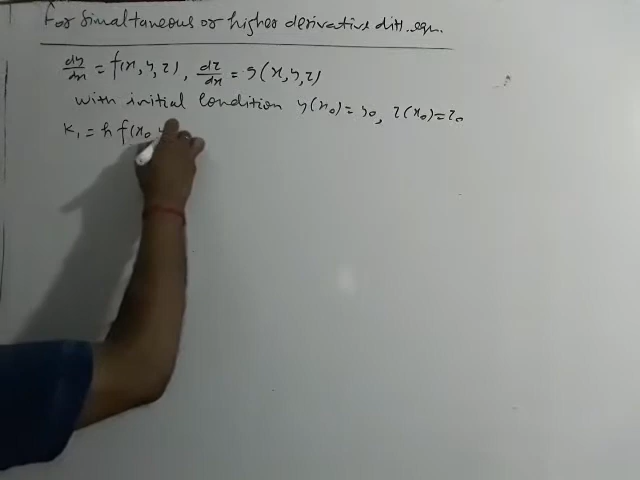 For Simultaneous or higher derivative diff. eqn.
dy/dx = f(x, y, z), dz/dx = g(x, y, z)
with initial condition y(x₀) = y₀, z(x₀) = z₀
K₁ = h f(x₀